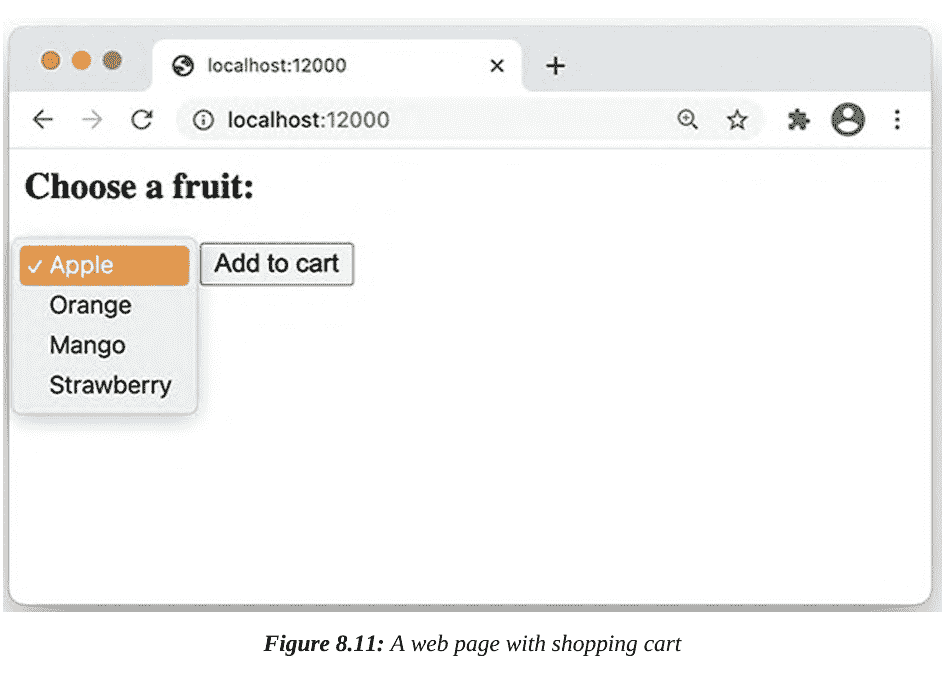 localhost:12000
localhost:12000
Choose a fruit:
✓ Apple
Add to cart
Orange
Mango
Strawberry
Figure 8.11: A web page with shopping cart